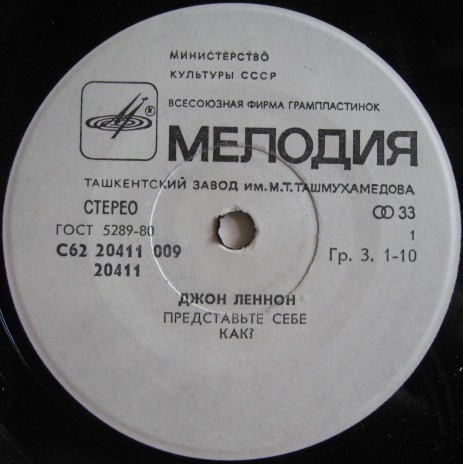 МИНИСТЕРСТВО
КУЛЬТУРЫ СССР
ВСЕСОЮЗНАЯ ФИРМА ГРАМПЛАСТИНОК
®
МЕЛОДИЯ
ТАШКЕНТСКИЙ ЗАВОД ИМ. М.Т. ТАШМУХАМЕДОВА
СТЕРЕО
33
ГОСТ 5289-80
1
С62 20411 009
Гр. 3. 1-10
20411
ДЖОН ЛЕННОН
ПРЕДСТАВЬТЕ СЕБЕ
КАК?